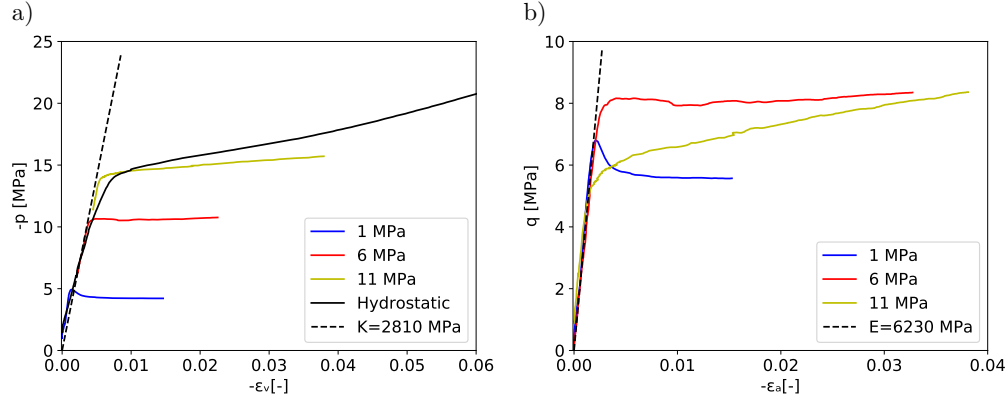 a)
25
20
15
10
5
0
-p [MPa]
0.00 0.01 0.02 0.03 0.04 0.05 0.06
-εᵥ[-]
1 MPa
6 MPa
11 MPa
Hydrostatic
K=2810 MPa
b)
10
8
6
4
2
0
q [MPa]
0.00 0.01 0.02 0.03 0.04
-εₐ[-]
1 MPa
6 MPa
11 MPa
E=6230 MPa